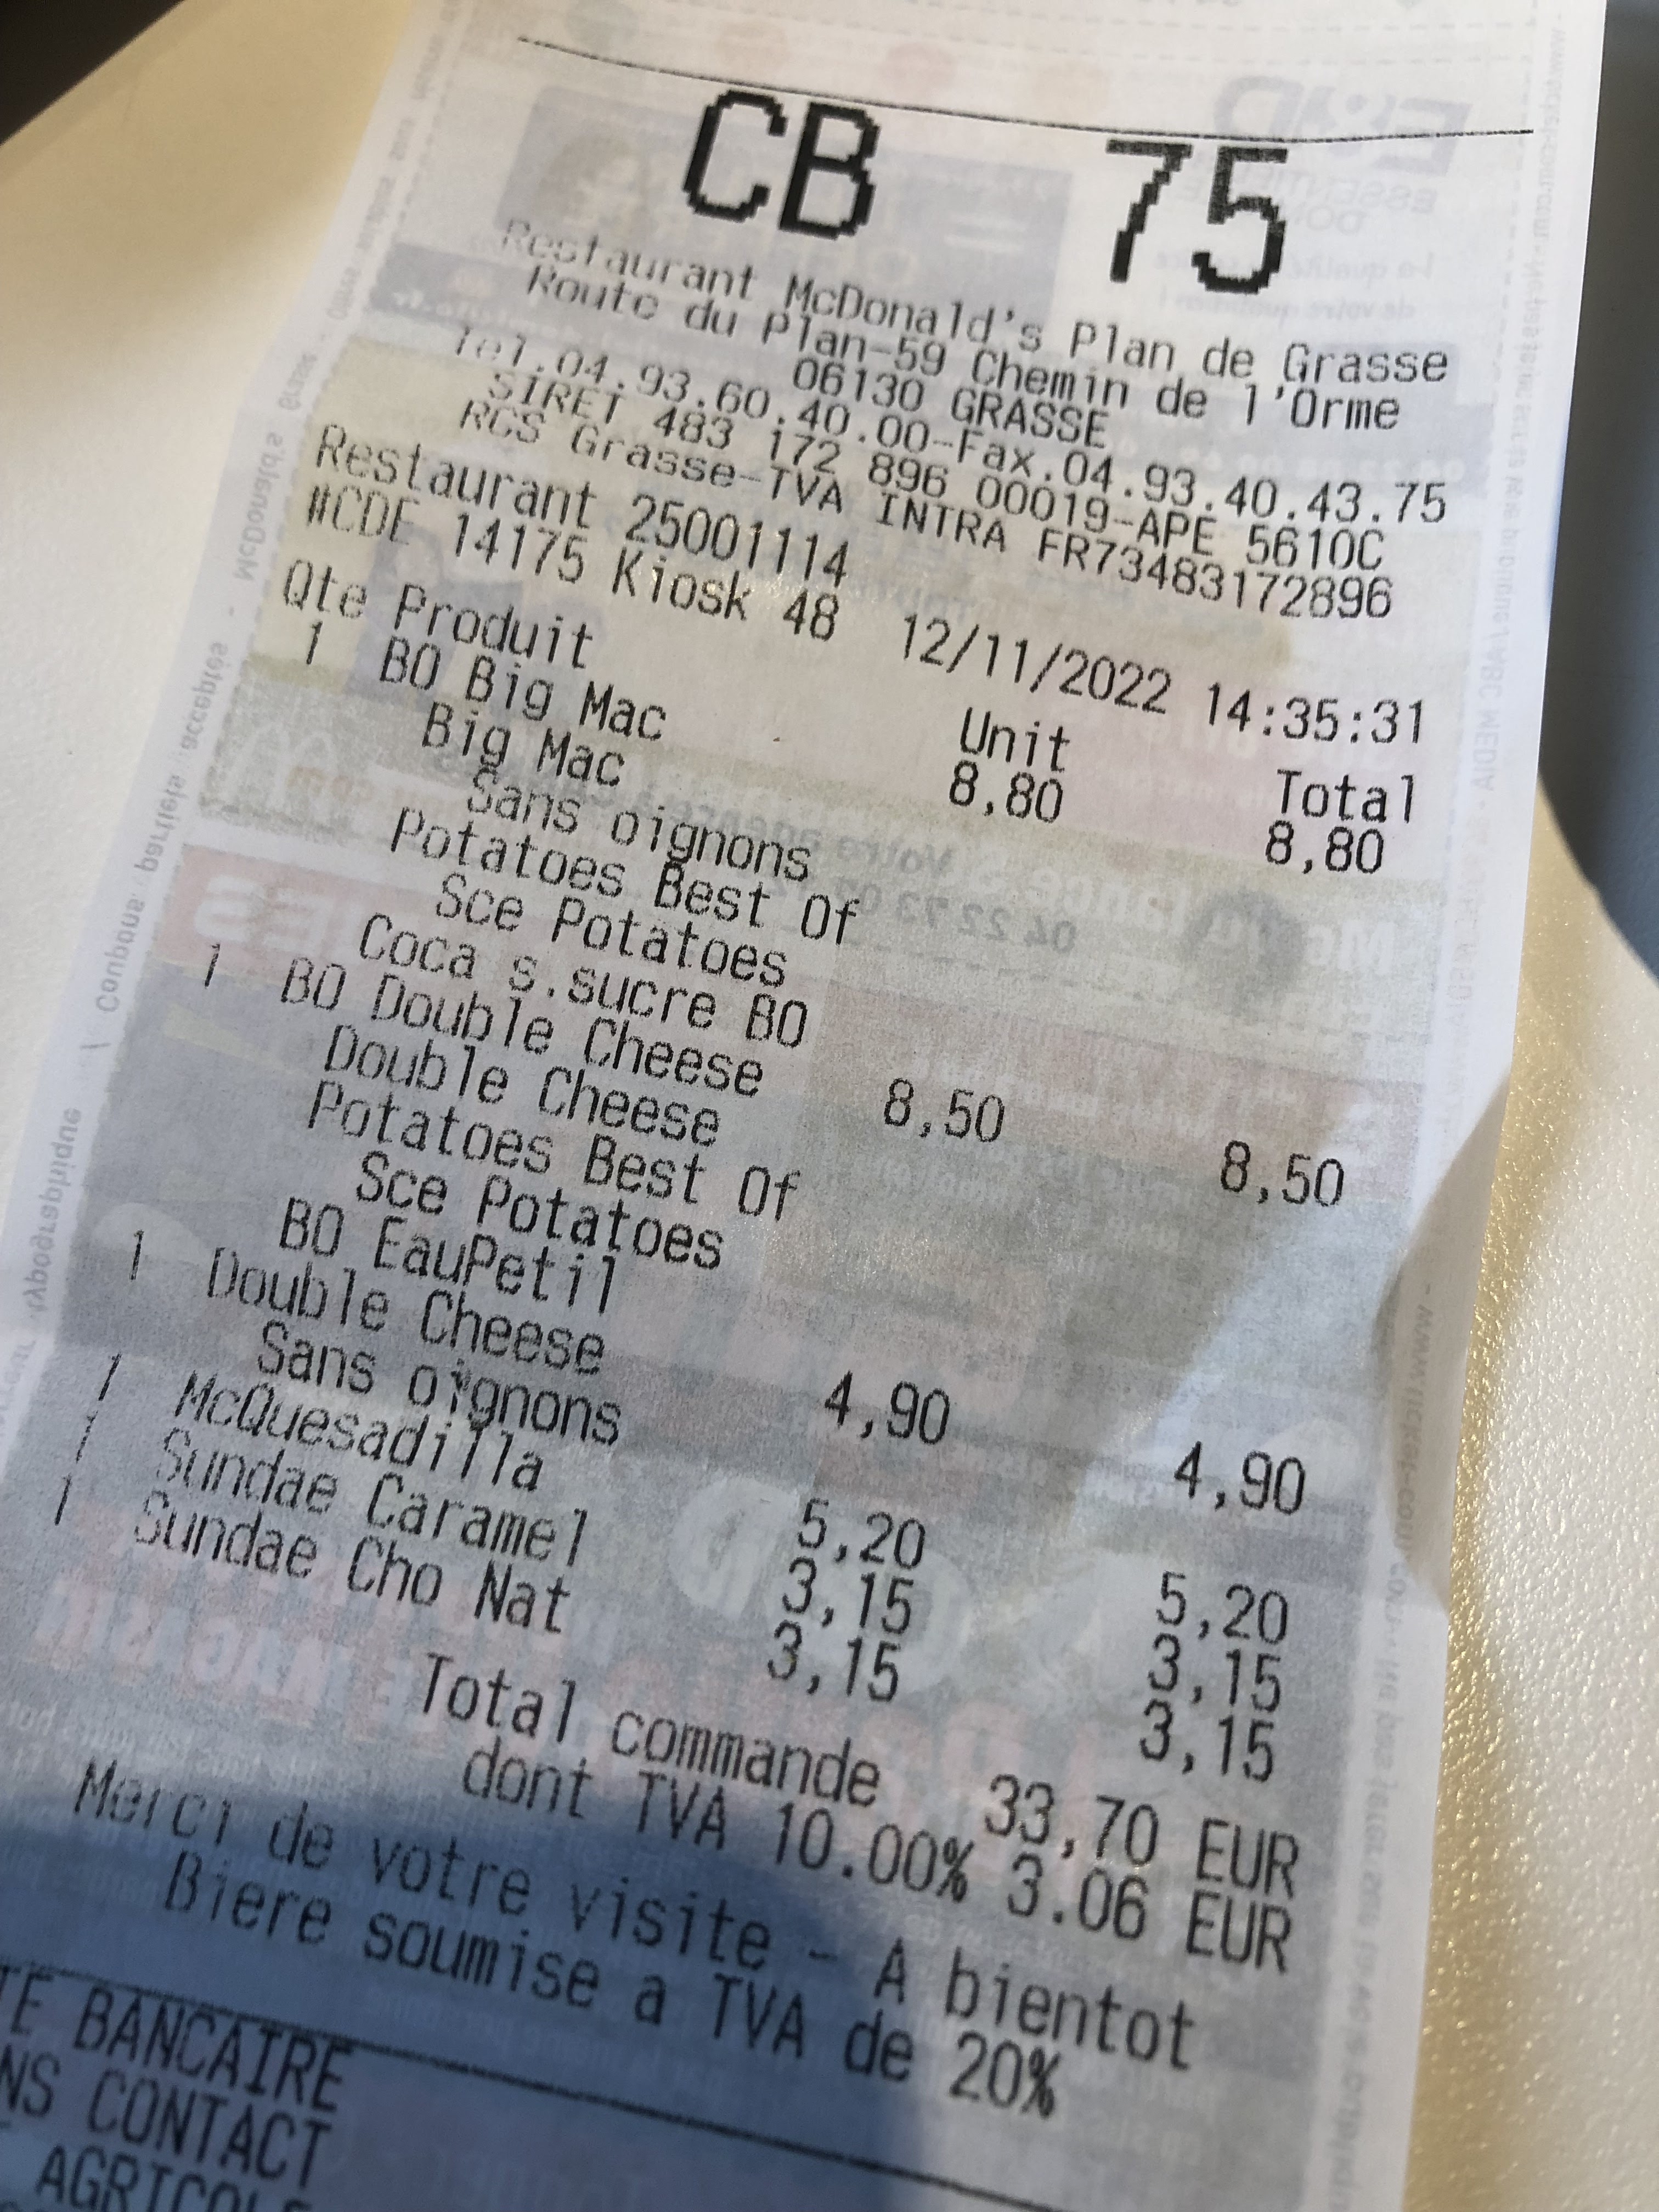 CB 75
Restaurant McDonald's Plan de Grasse
Route du Plan-59 Chemin de l'Orme
06130 GRASSE
Tel.04.93.60.40.00-Fax.04.93.40.43.75
SIRET 483 172 896 00019-APE 5610C
RCS Grasse-TVA INTRA FR73483172896
Restaurant 25001114
#CDE 14175 Kiosk 48 12/11/2022 14:35:31
Qte Produit Unit Total
1 BO Big Mac 8,80 8,80
Big Mac
Sans oignons
Potatoes Best Of
Sce Potatoes
Coca s.sucre BO
1 BO Double Cheese 8,50 8,50
Double Cheese
Potatoes Best Of
Sce Potatoes
BO EauPetil
1 Double Cheese 4,90 4,90
Sans oignons
1 McQuesadilla 5,20 5,20
1 Sundae Caramel 3,15 3,15
1 Sundae Cho Nat 3,15 3,15
Total commande 33,70 EUR
dont TVA 10.00% 3.06 EUR
Merci de votre visite - A bientot
Biere soumise a TVA de 20%
TE BANCAIRE
NS CONTACT
AGRICOLE